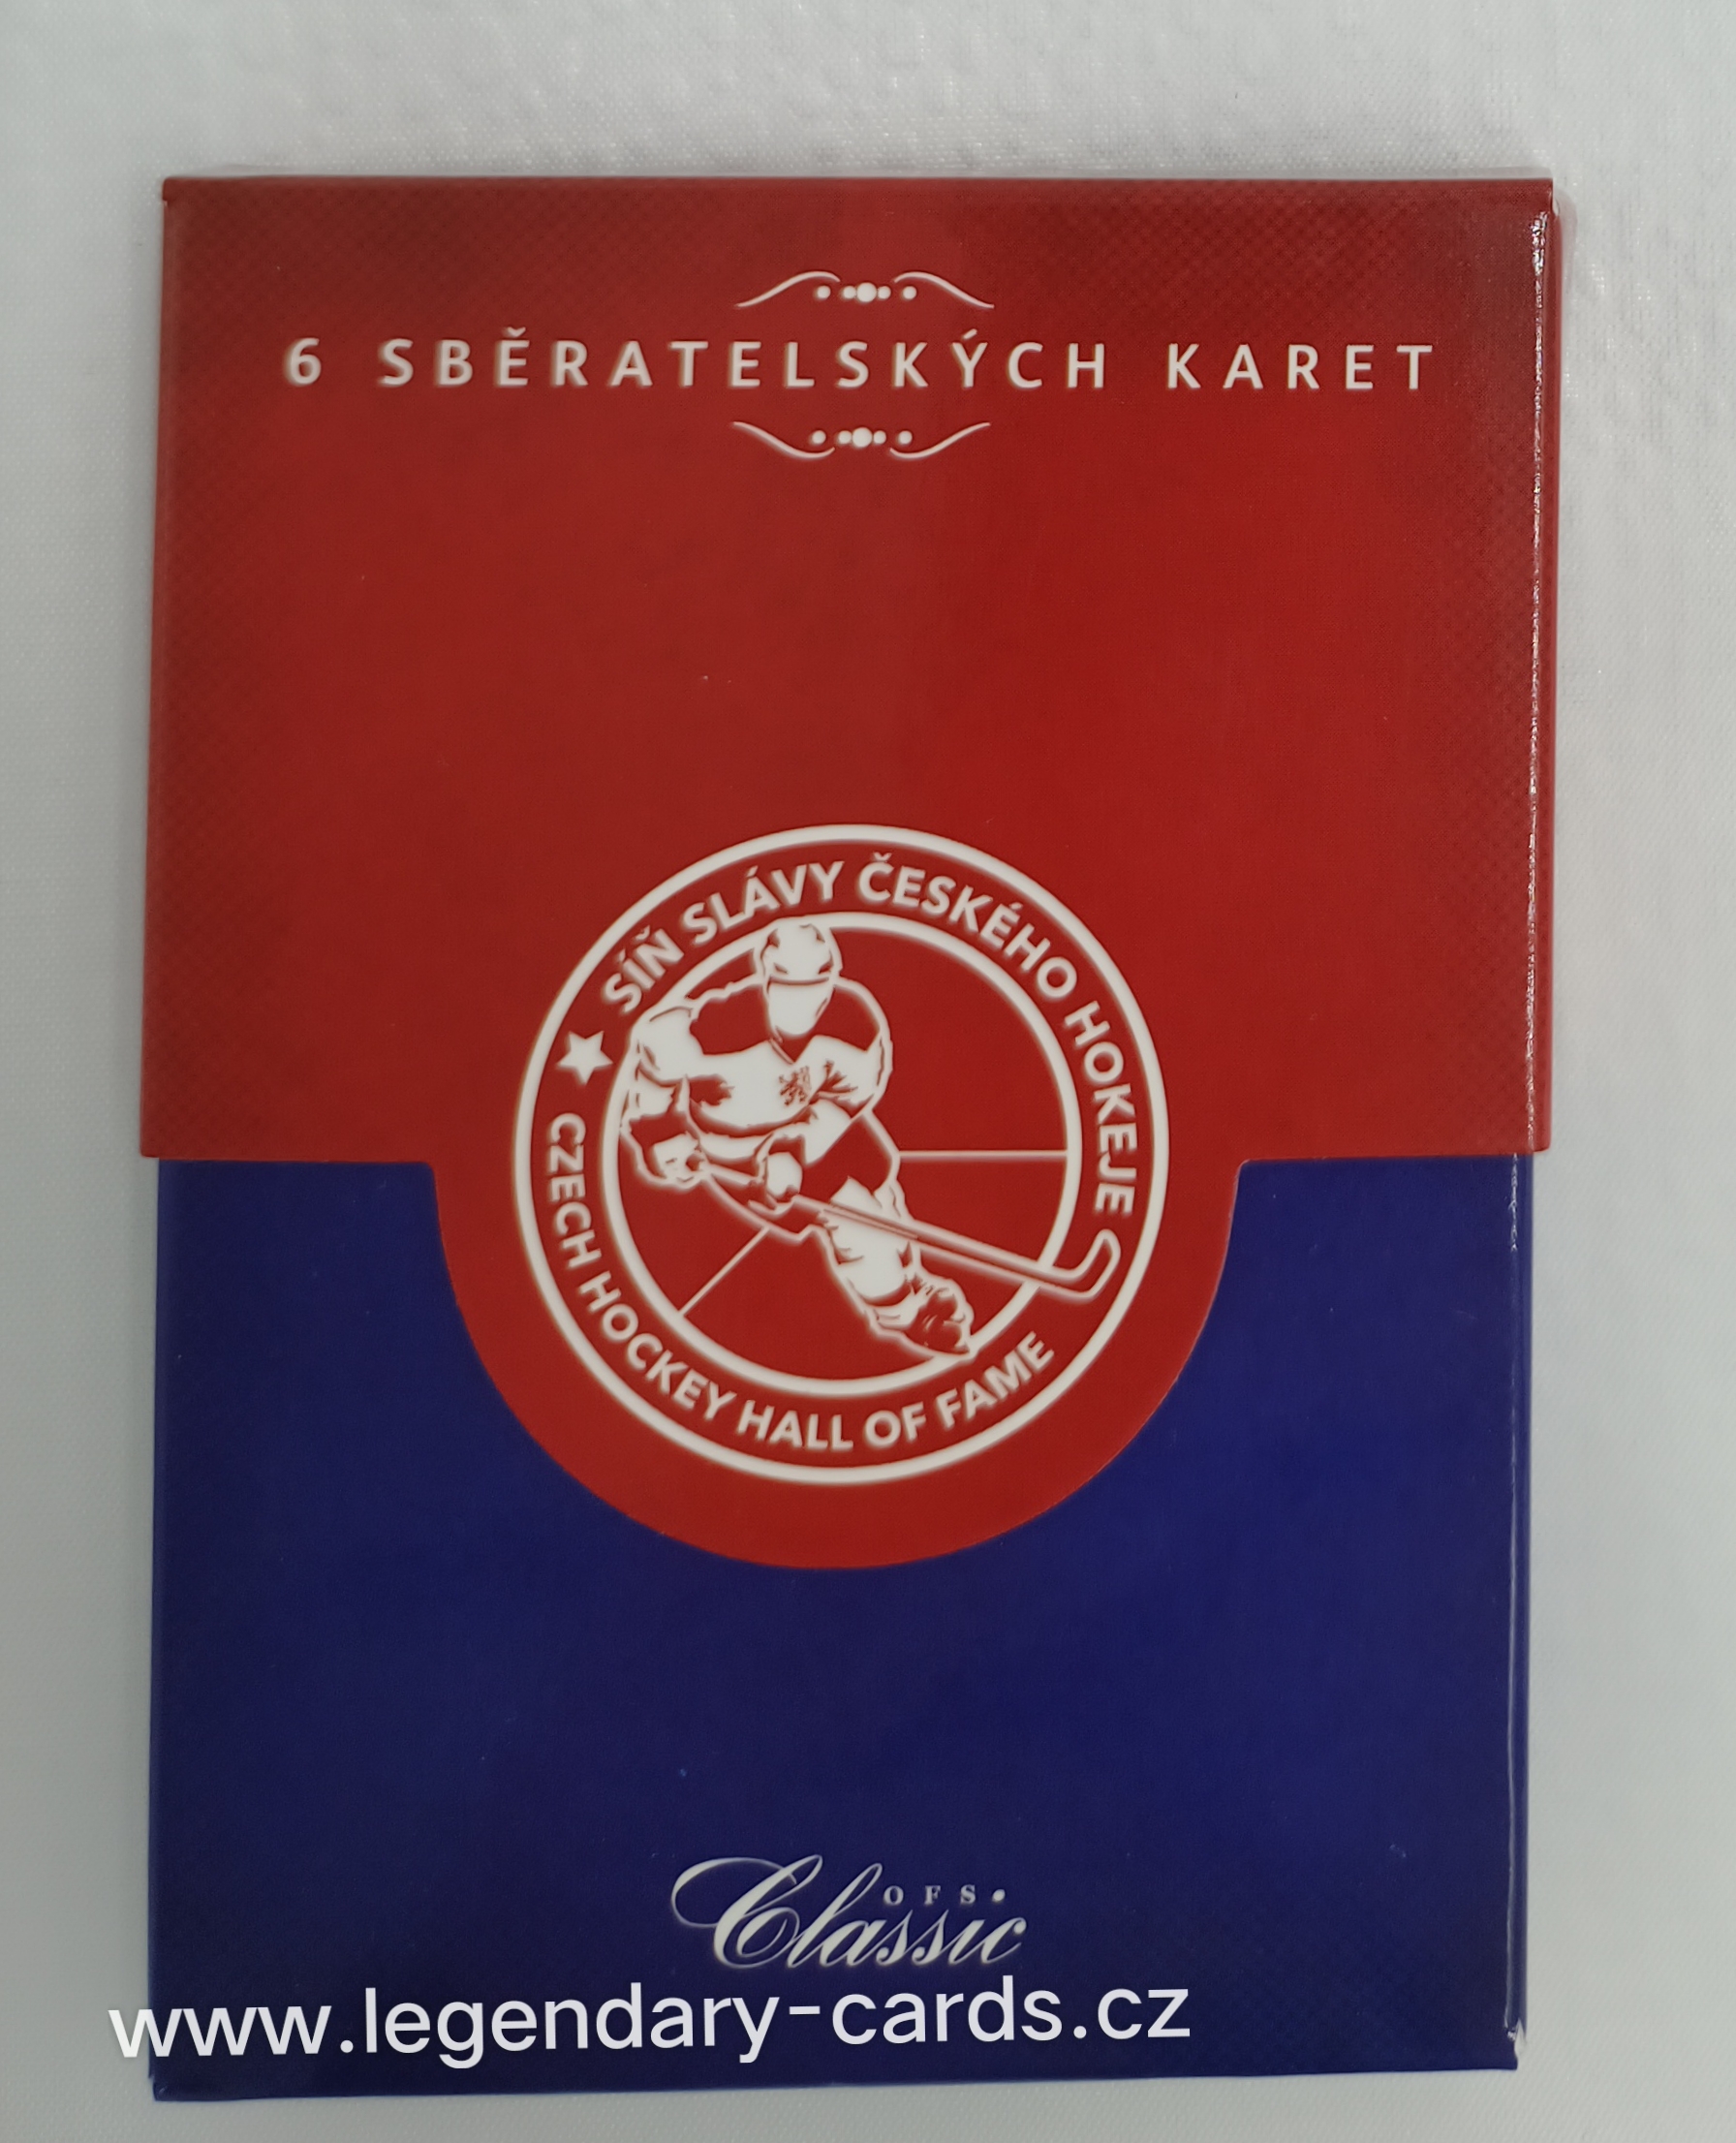 6 SBĚRATELSKÝCH KARET
SÍŇ SLÁVY ČESKÉHO HOKEJE
CZECH HOCKEY HALL OF FAME
OFS
Classic
www.legendary-cards.cz